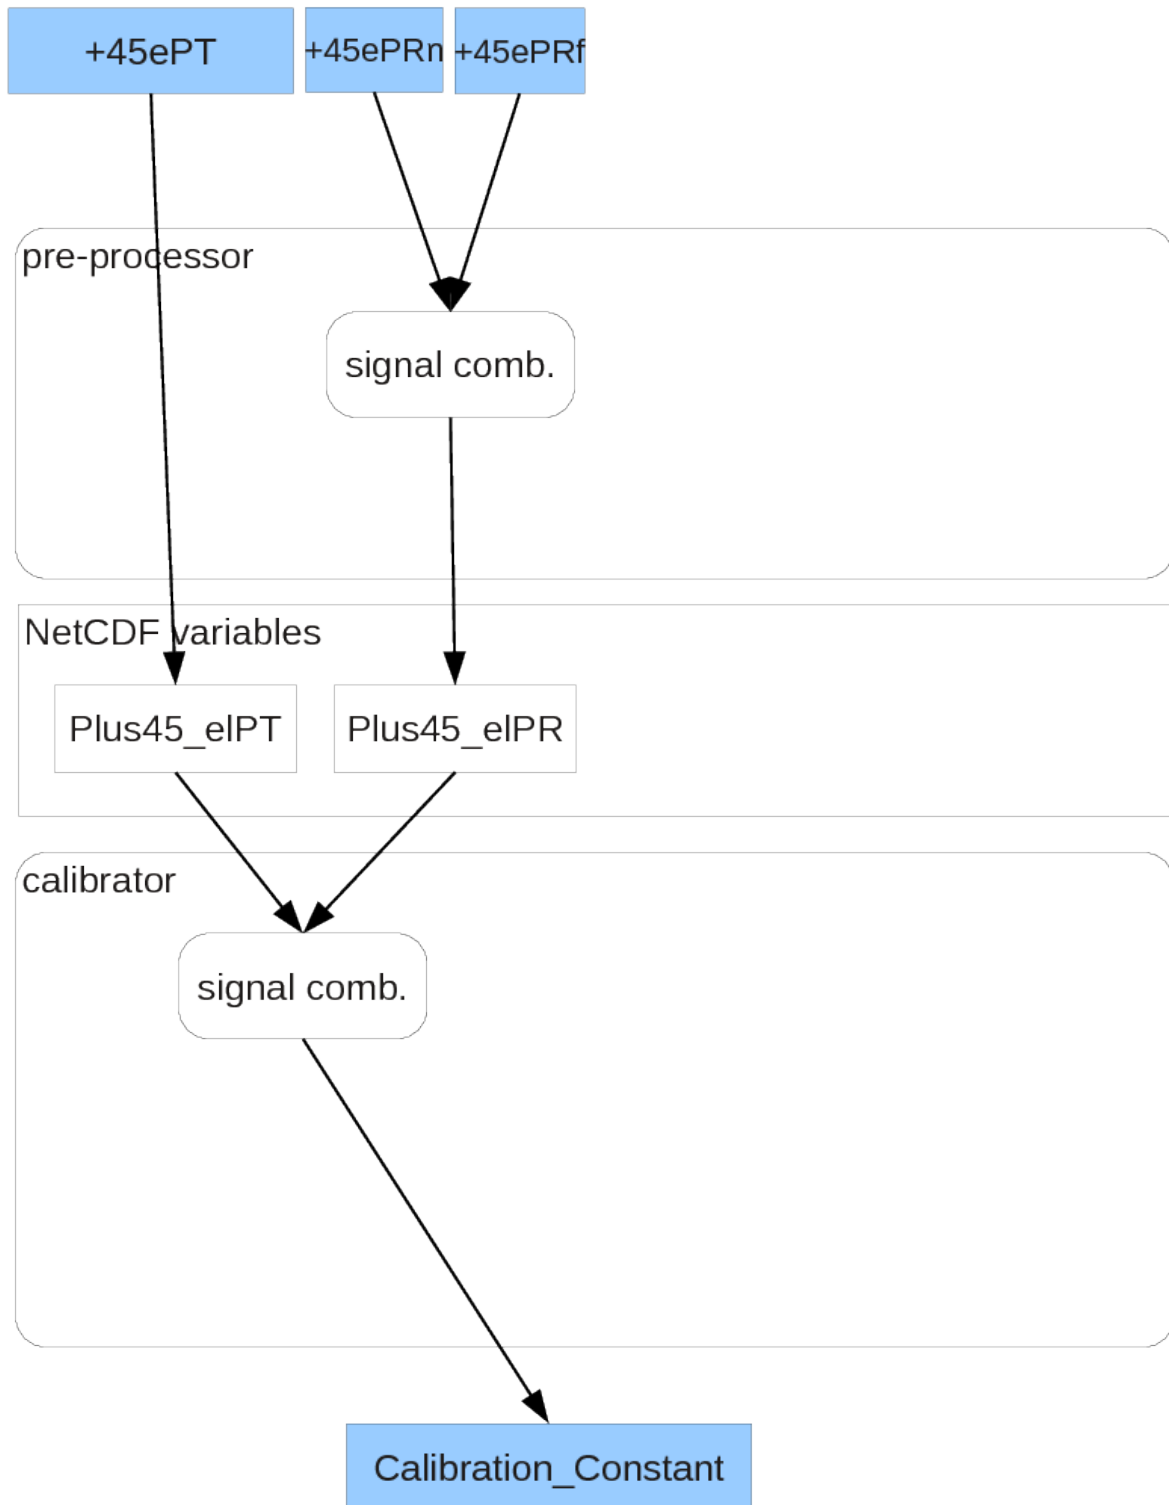 +45ePT
+45ePRn
+45ePRf
pre-processor
signal comb.
NetCDF variables
Plus45_elPT
Plus45_elPR
calibrator
signal comb.
Calibration_Constant